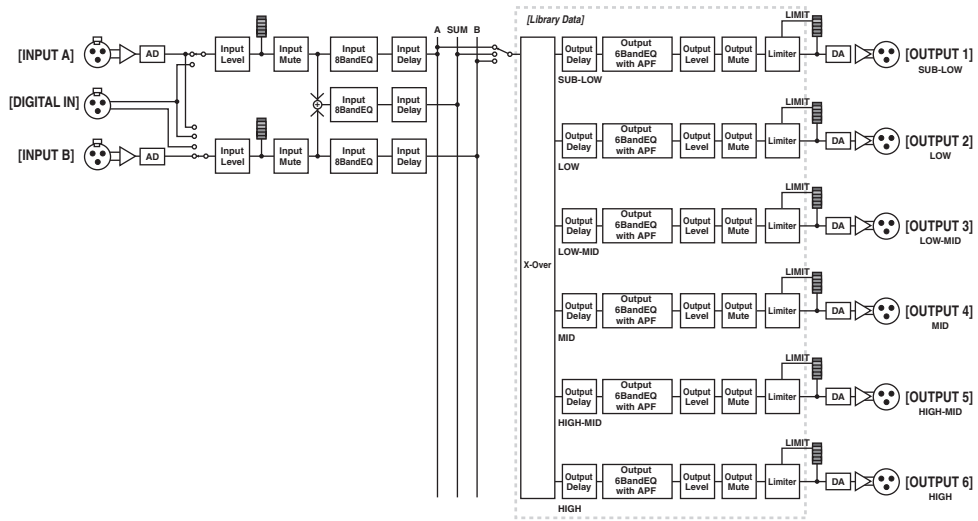 [Library Data]
A SUM B
[INPUT A]
AD
Input Level
Input Mute
Input 8BandEQ
Input Delay
[DIGITAL IN]
Input 8BandEQ
Input Delay
[INPUT B]
AD
Input Level
Input Mute
Input 8BandEQ
Input Delay
X-Over
Output Delay
Output 6BandEQ with APF
Output Level
Output Mute
Limiter
LIMIT
DA
[OUTPUT 1]
SUB-LOW
SUB-LOW
Output Delay
Output 6BandEQ with APF
Output Level
Output Mute
Limiter
LIMIT
DA
[OUTPUT 2]
LOW
LOW
Output Delay
Output 6BandEQ with APF
Output Level
Output Mute
Limiter
LIMIT
DA
[OUTPUT 3]
LOW-MID
LOW-MID
Output Delay
Output 6BandEQ with APF
Output Level
Output Mute
Limiter
LIMIT
DA
[OUTPUT 4]
MID
MID
Output Delay
Output 6BandEQ with APF
Output Level
Output Mute
Limiter
LIMIT
DA
[OUTPUT 5]
HIGH-MID
HIGH-MID
Output Delay
Output 6BandEQ with APF
Output Level
Output Mute
Limiter
LIMIT
DA
[OUTPUT 6]
HIGH
HIGH